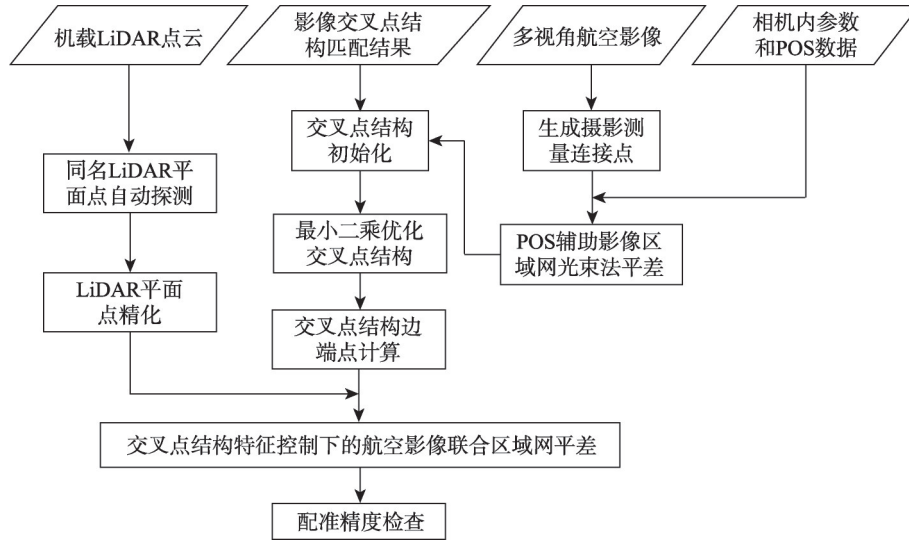 机载LiDAR点云
影像交叉点结
构匹配结果
多视角航空影像
相机内参数
和POS数据
交叉点结构
初始化
生成摄影测
量连接点
同名LiDAR平
面点自动探测
最小二乘优化
交叉点结构
POS辅助影像区
域网光束法平差
LiDAR平面
点精化
交叉点结构边
端点计算
交叉点结构特征控制下的航空影像联合区域网平差
配准精度检查